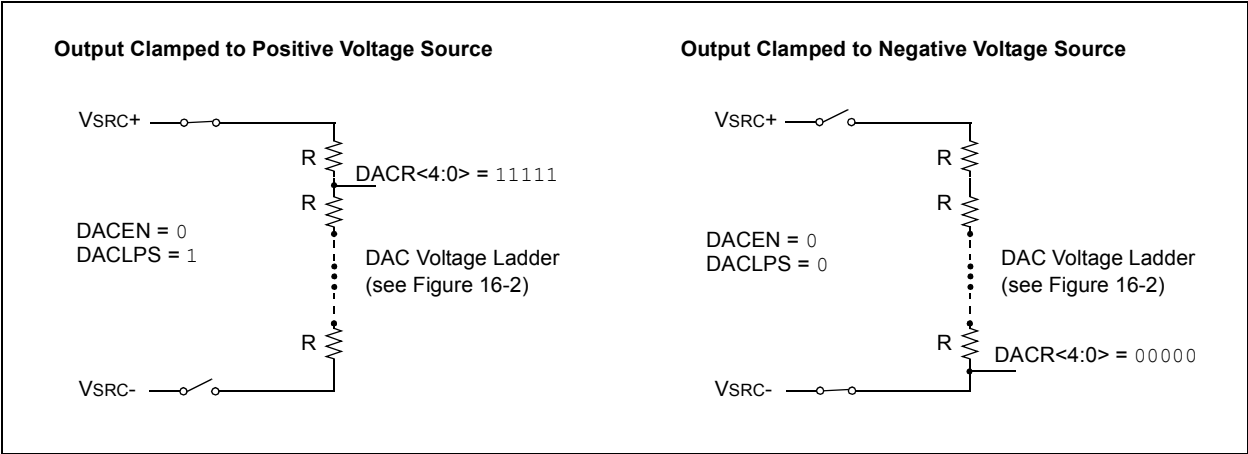 Output Clamped to Positive Voltage Source
VSRC+
R
DACR<4:0> = 11111
R
DACEN = 0
DACLPS = 1
DAC Voltage Ladder
(see Figure 16-2)
R
VSRC-
Output Clamped to Negative Voltage Source
VSRC+
R
R
DACEN = 0
DACLPS = 0
DAC Voltage Ladder
(see Figure 16-2)
R
DACR<4:0> = 00000
VSRC-